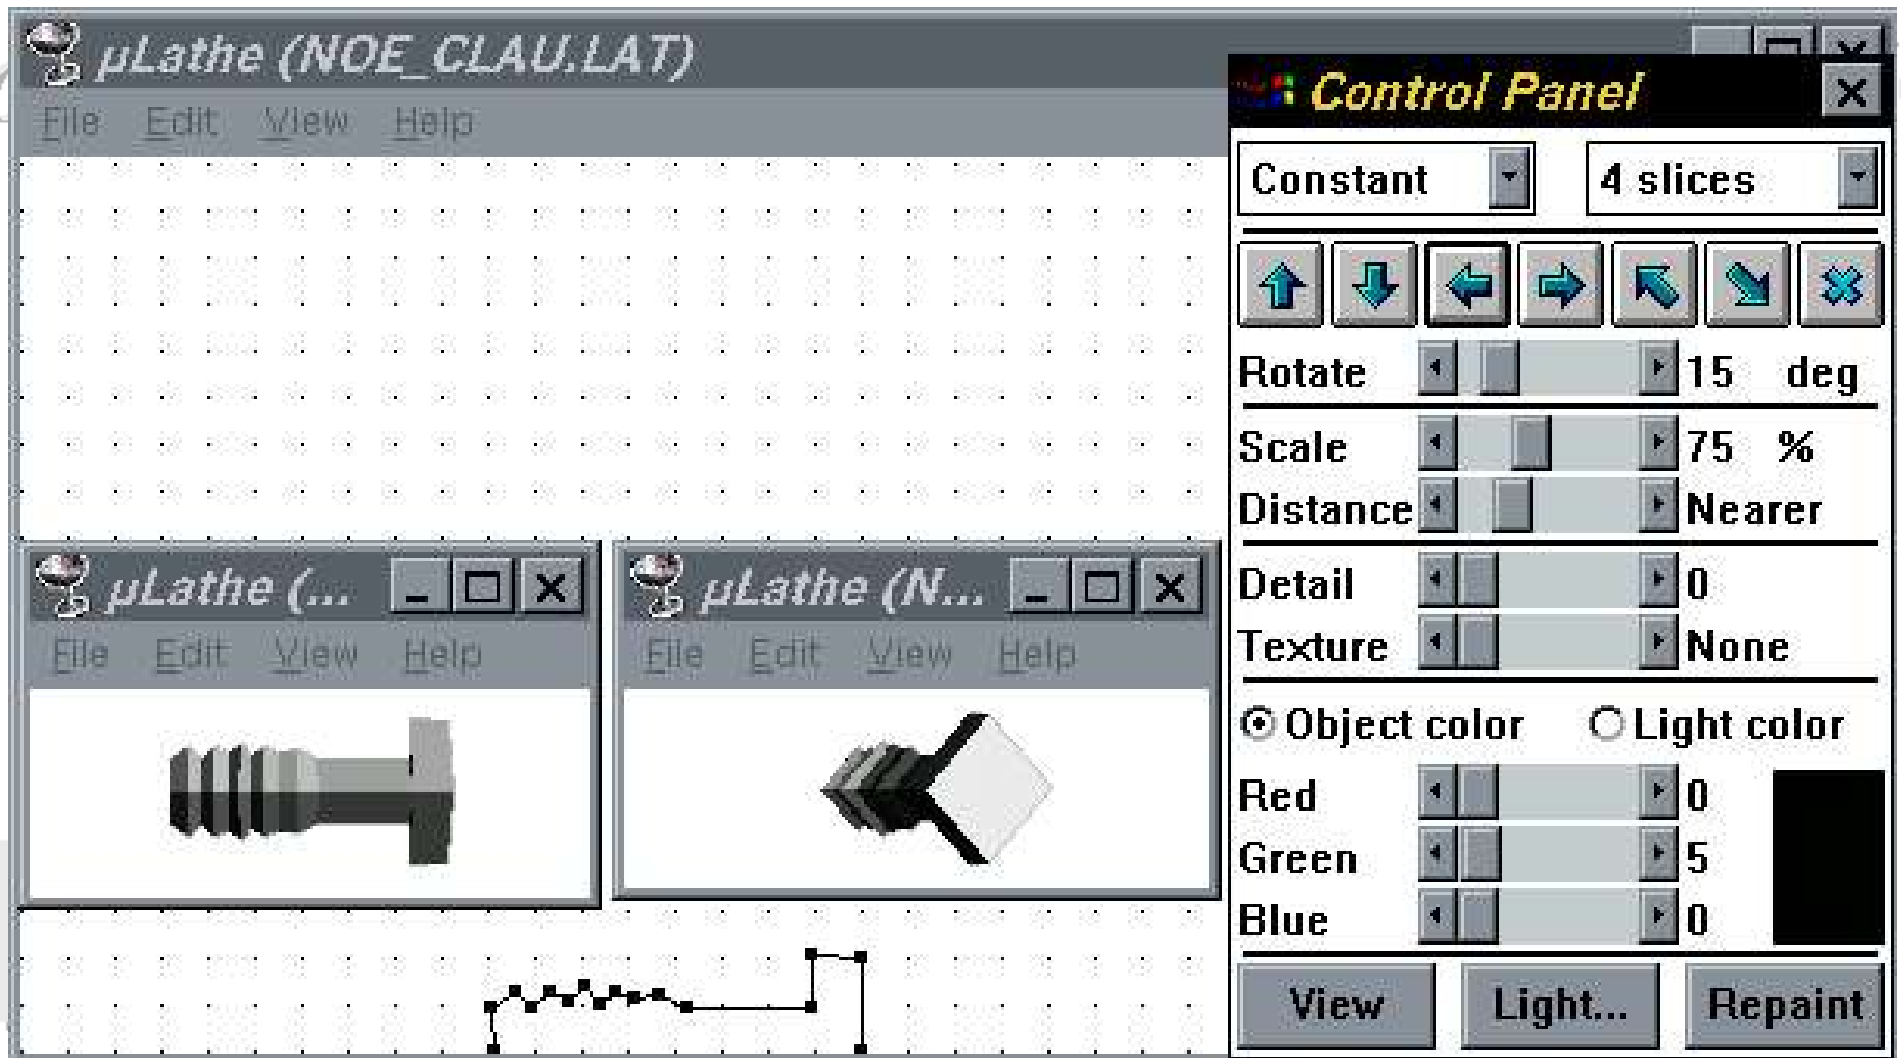 µLathe (NOE_CLAU.LAT)
File Edit View Help
Control Panel
Constant
4 slices
Rotate 15 deg
Scale 75 %
Distance Nearer
Detail 0
Texture None
Object color Light color
Red 0
Green 5
Blue 0
View Light... Repaint
µLathe (...
File Edit View Help
µLathe (N...
File Edit View Help